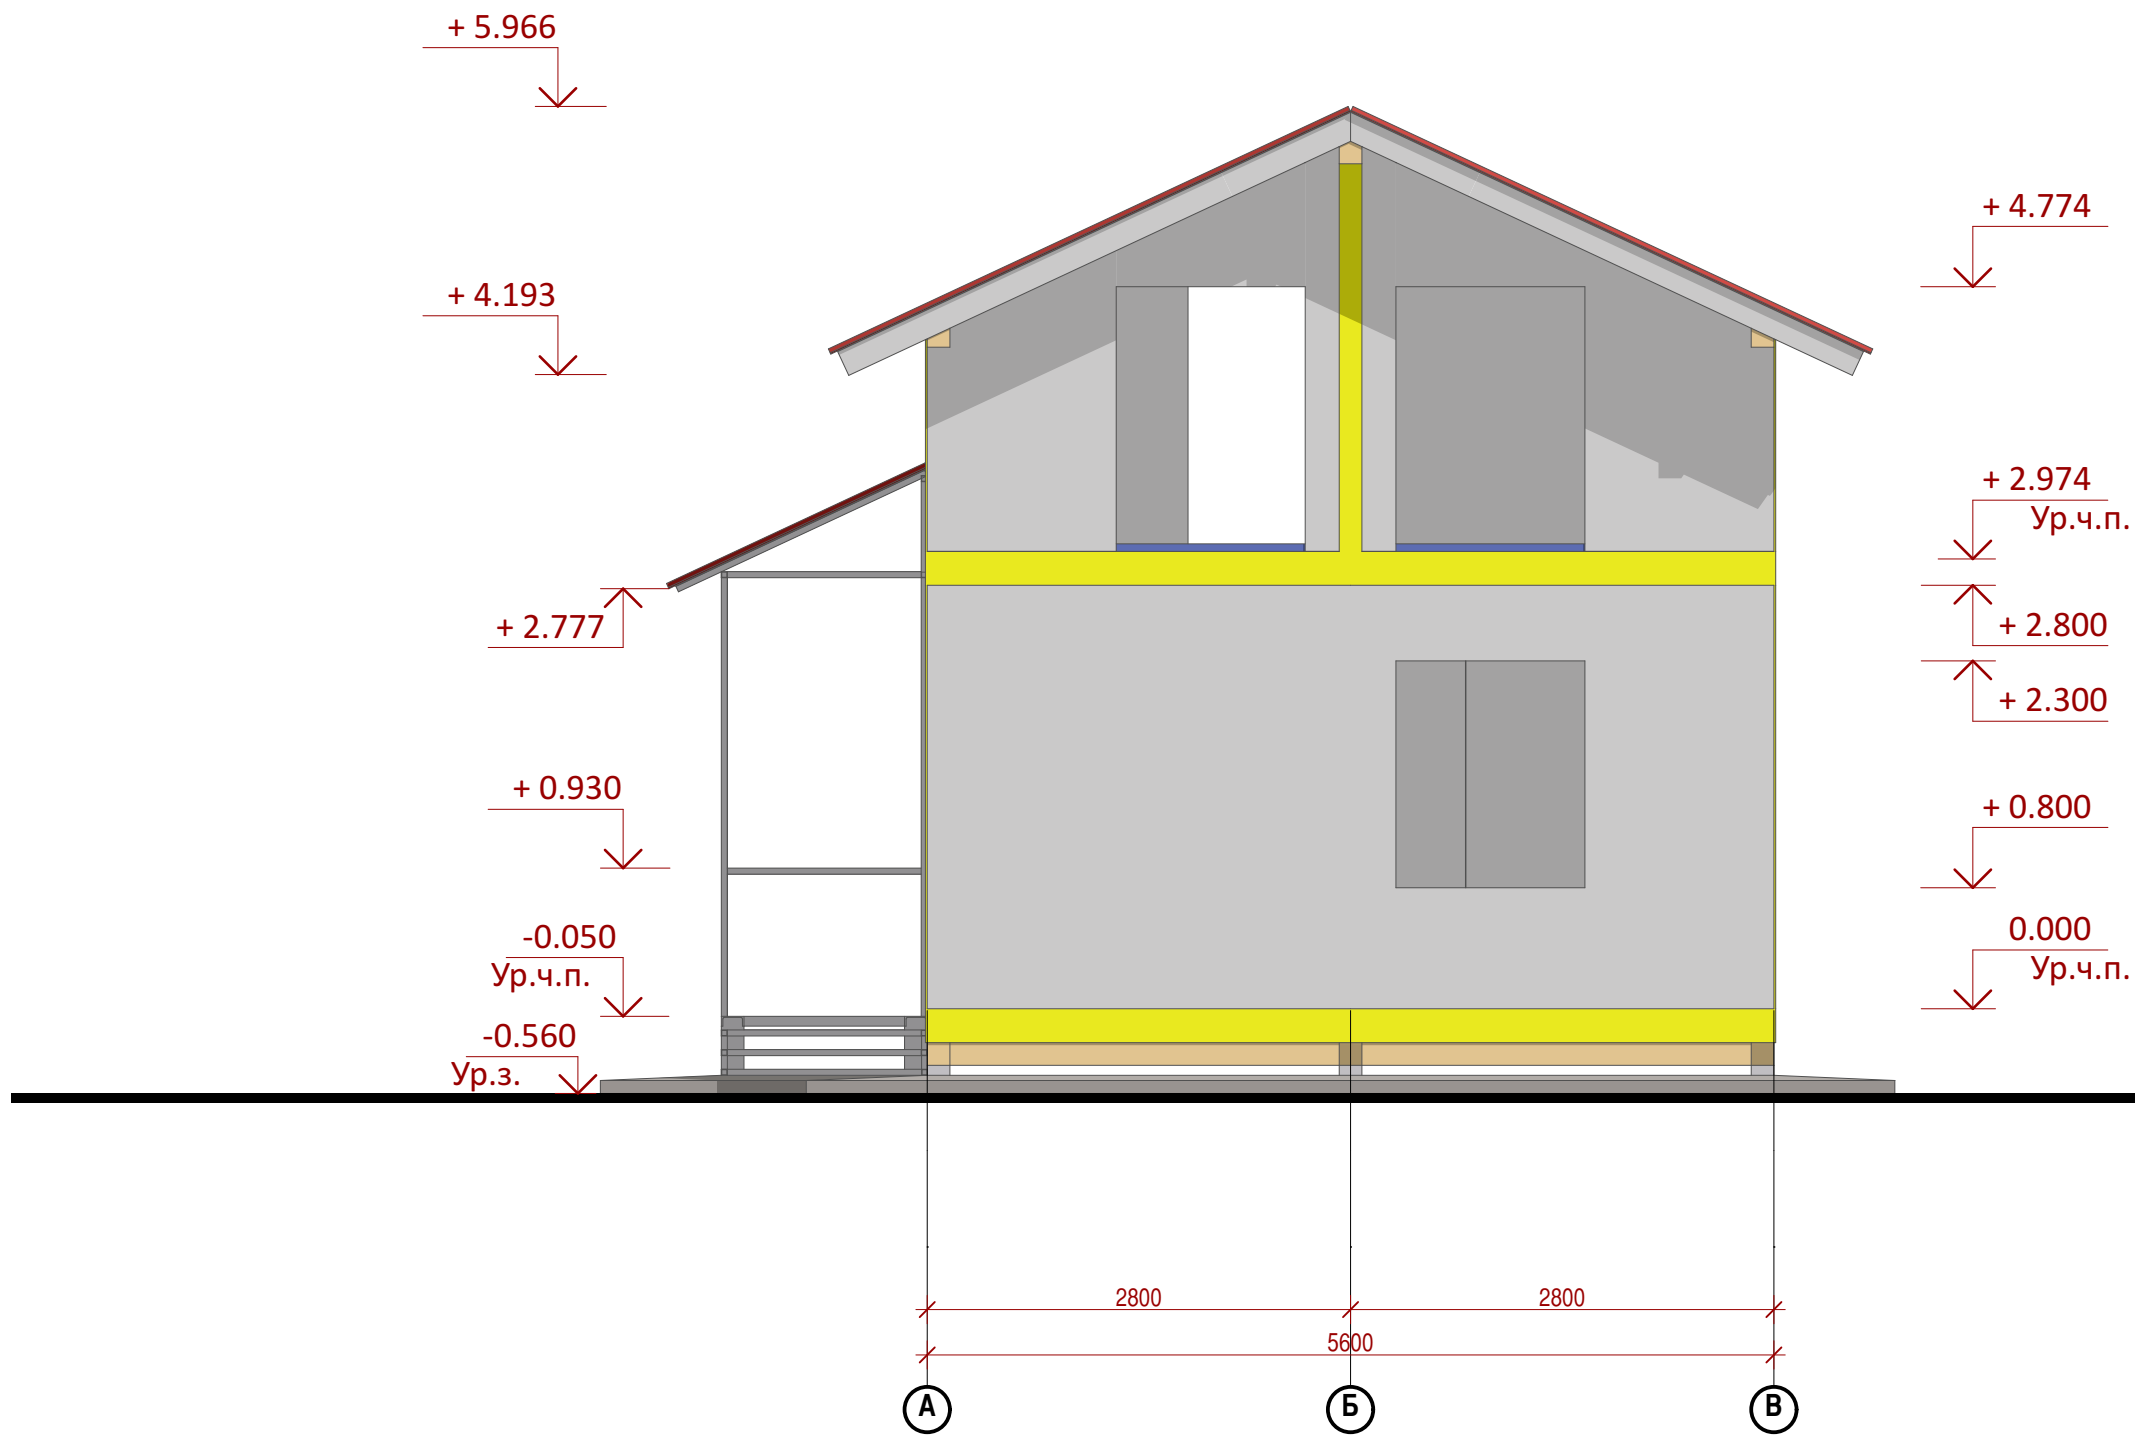 + 5.966
+ 4.774
+ 4.193
+ 2.974
Ур.ч.п.
+ 2.777
+ 2.800
+ 2.300
+ 0.930
+ 0.800
-0.050
Ур.ч.п.
0.000
Ур.ч.п.
-0.560
Ур.з.
2800
2800
5600
А
Б
В